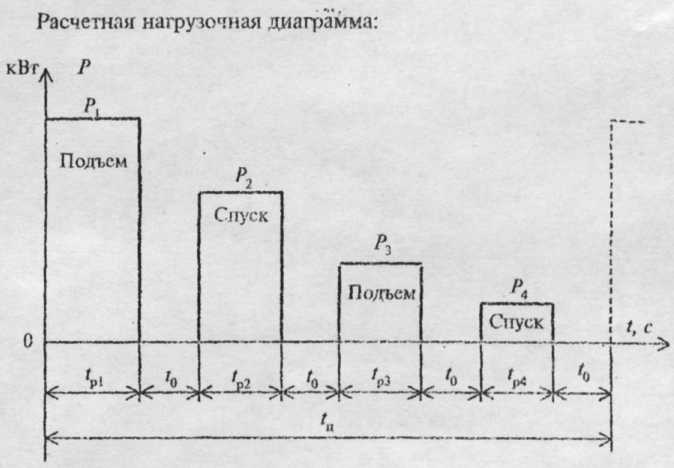 Расчетная нагрузочная диаграмма:
кВт P
P₁
Подъем
P₂
Спуск
P₃
Подъем
P₄
Спуск
0
t, с
tр1 t0 tр2 t0 tр3 t0 tр4 t0
tц